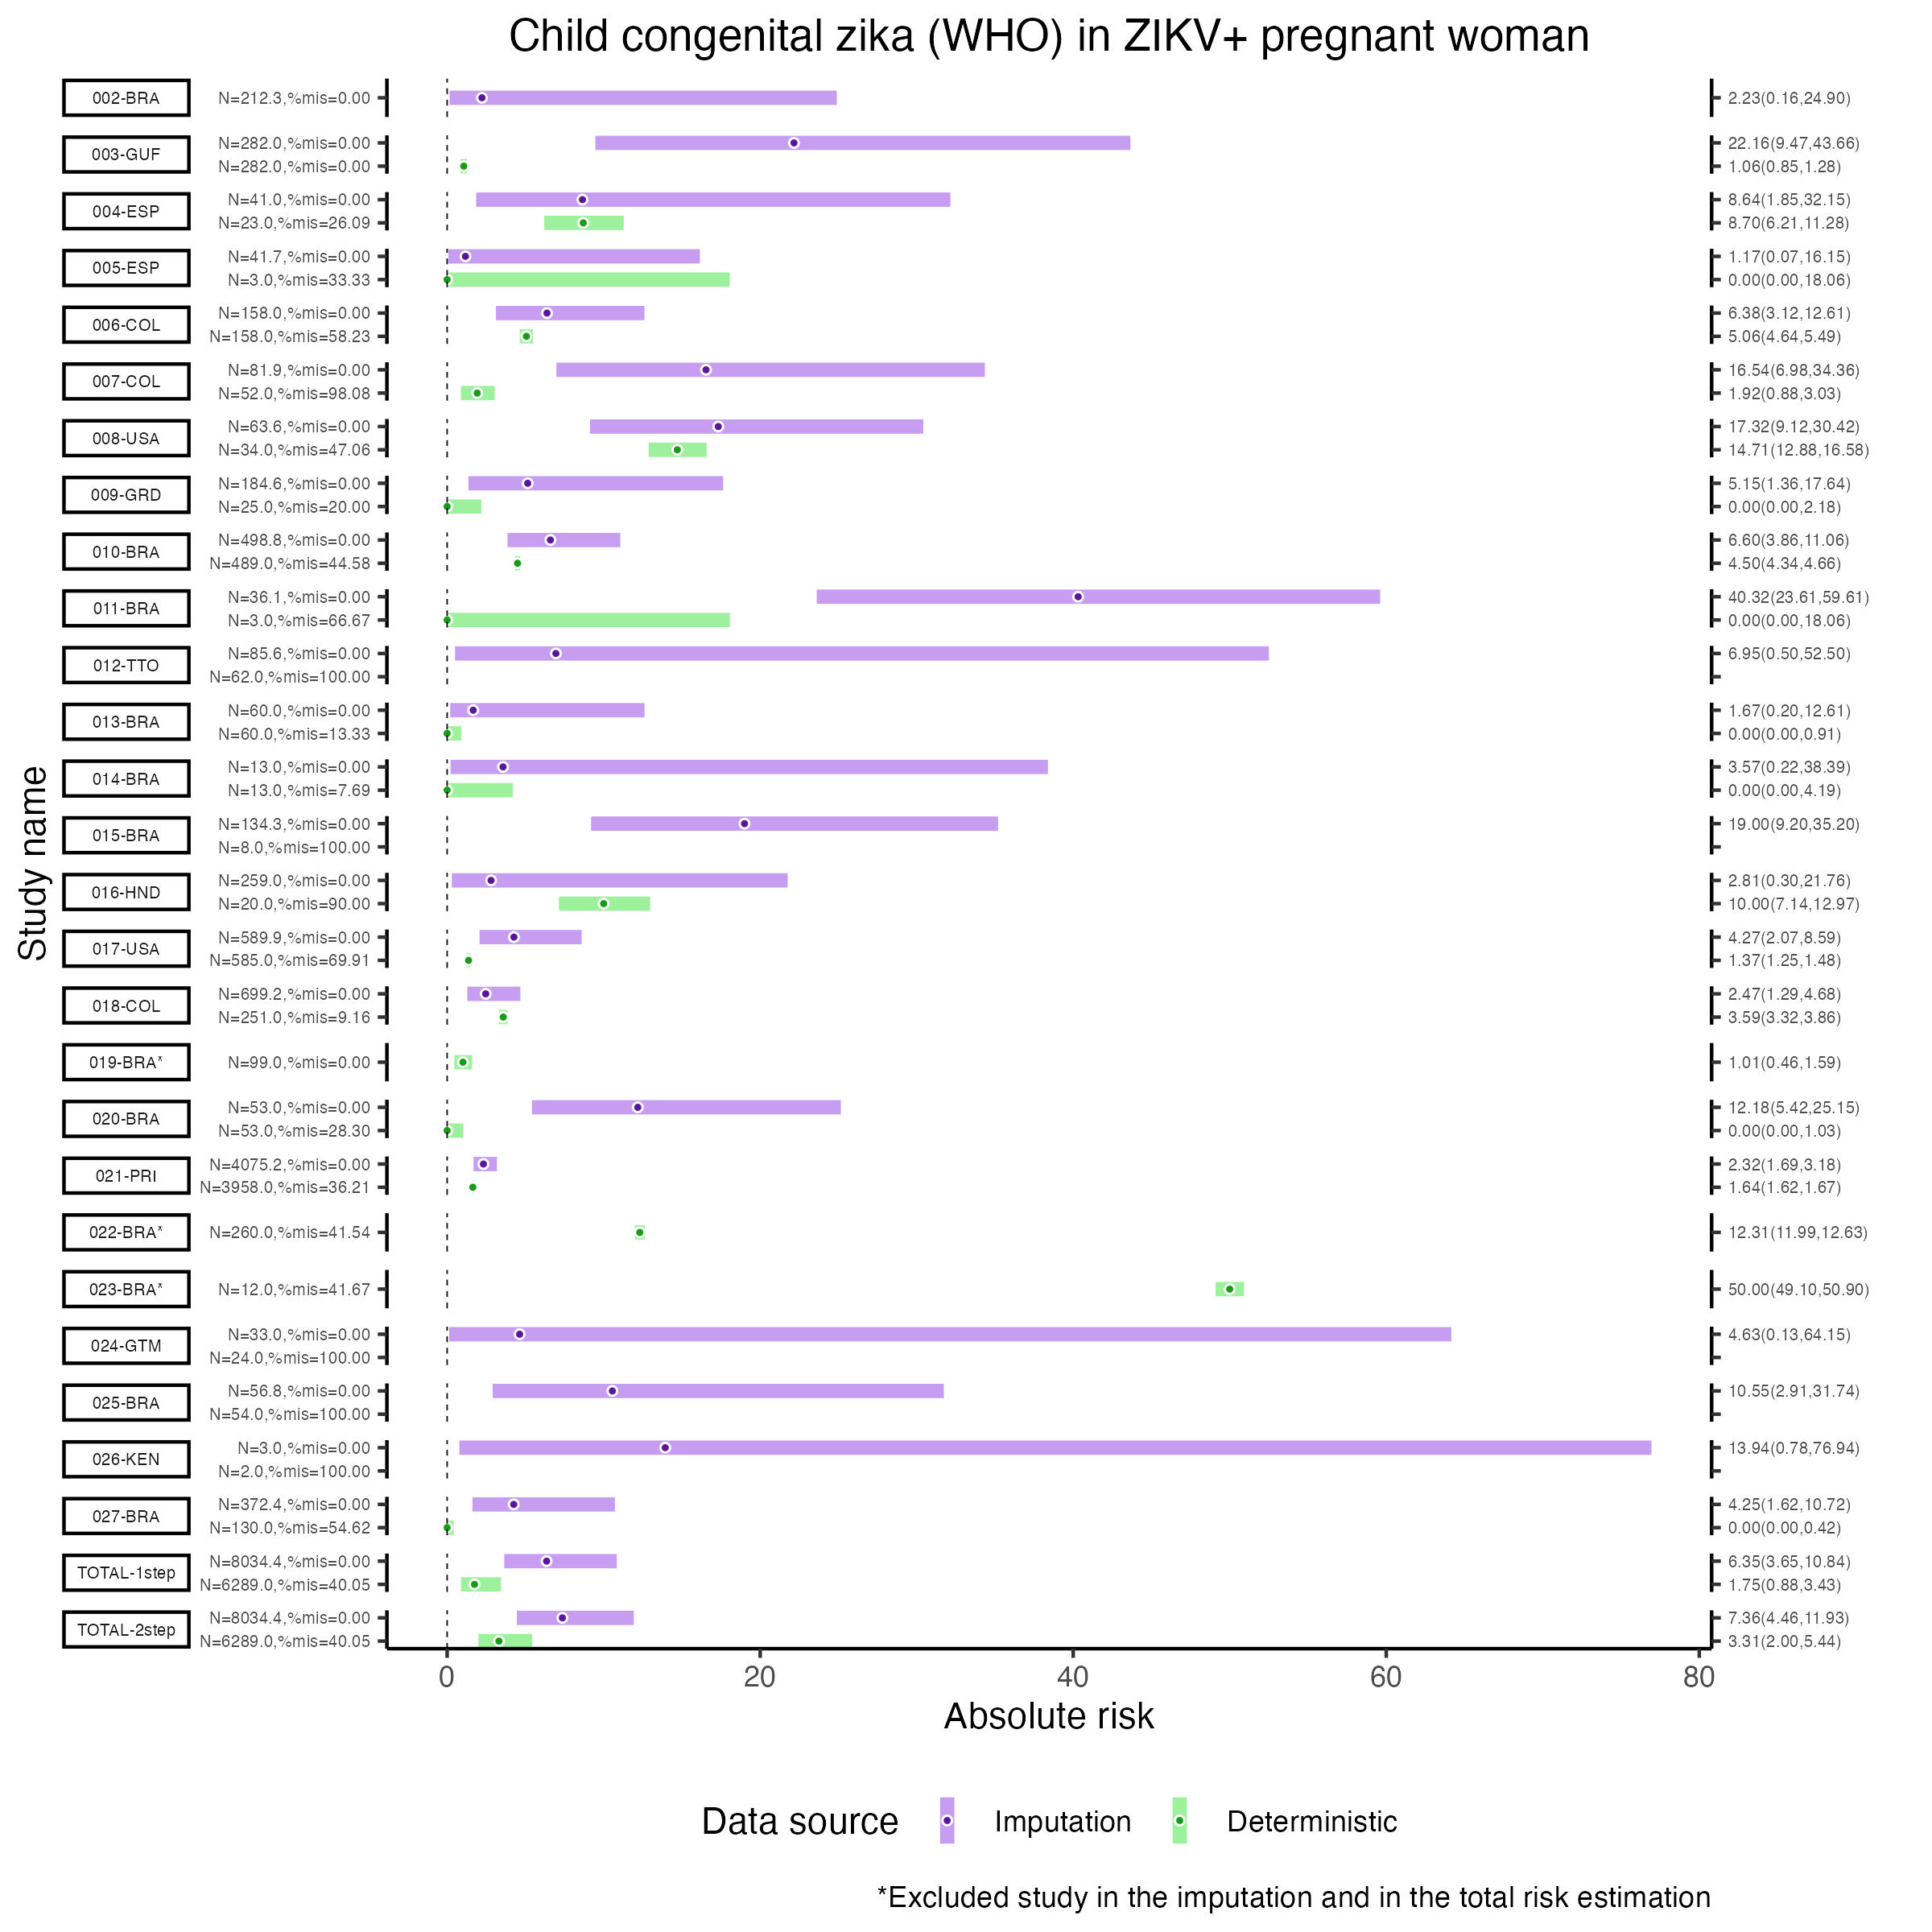 Child congenital zika (WHO) in ZIKV+ pregnant woman
002-BRA N=212.3,%mis=0.00 2.23(0.16,24.90)
003-GUF N=282.0,%mis=0.00 22.16(9.47,43.66)
N=282.0,%mis=0.00 1.06(0.85,1.28)
004-ESP N=41.0,%mis=0.00 8.64(1.85,32.15)
N=23.0,%mis=26.09 8.70(6.21,11.28)
005-ESP N=41.7,%mis=0.00 1.17(0.07,16.15)
N=3.0,%mis=33.33 0.00(0.00,18.06)
006-COL N=158.0,%mis=0.00 6.38(3.12,12.61)
N=158.0,%mis=58.23 5.06(4.64,5.49)
007-COL N=81.9,%mis=0.00 16.54(6.98,34.36)
N=52.0,%mis=98.08 1.92(0.88,3.03)
008-USA N=63.6,%mis=0.00 17.32(9.12,30.42)
N=34.0,%mis=47.06 14.71(12.88,16.58)
009-GRD N=184.6,%mis=0.00 5.15(1.36,17.64)
N=25.0,%mis=20.00 0.00(0.00,2.18)
010-BRA N=498.8,%mis=0.00 6.60(3.86,11.06)
N=489.0,%mis=44.58 4.50(4.34,4.66)
011-BRA N=36.1,%mis=0.00 40.32(23.61,59.61)
N=3.0,%mis=66.67 0.00(0.00,18.06)
012-TTO N=85.6,%mis=0.00 6.95(0.50,52.50)
N=62.0,%mis=100.00
013-BRA N=60.0,%mis=0.00 1.67(0.20,12.61)
N=60.0,%mis=13.33 0.00(0.00,0.91)
014-BRA N=13.0,%mis=0.00 3.57(0.22,38.39)
N=13.0,%mis=7.69 0.00(0.00,4.19)
015-BRA N=134.3,%mis=0.00 19.00(9.20,35.20)
N=8.0,%mis=100.00
016-HND N=259.0,%mis=0.00 2.81(0.30,21.76)
N=20.0,%mis=90.00 10.00(7.14,12.97)
017-USA N=589.9,%mis=0.00 4.27(2.07,8.59)
N=585.0,%mis=69.91 1.37(1.25,1.48)
018-COL N=699.2,%mis=0.00 2.47(1.29,4.68)
N=251.0,%mis=9.16 3.59(3.32,3.86)
019-BRA* N=99.0,%mis=0.00 1.01(0.46,1.59)
020-BRA N=53.0,%mis=0.00 12.18(5.42,25.15)
N=53.0,%mis=28.30 0.00(0.00,1.03)
021-PRI N=4075.2,%mis=0.00 2.32(1.69,3.18)
N=3958.0,%mis=36.21 1.64(1.62,1.67)
022-BRA* N=260.0,%mis=41.54 12.31(11.99,12.63)
023-BRA* N=12.0,%mis=41.67 50.00(49.10,50.90)
024-GTM N=33.0,%mis=0.00 4.63(0.13,64.15)
N=24.0,%mis=100.00
025-BRA N=56.8,%mis=0.00 10.55(2.91,31.74)
N=54.0,%mis=100.00
026-KEN N=3.0,%mis=0.00 13.94(0.78,76.94)
N=2.0,%mis=100.00
027-BRA N=372.4,%mis=0.00 4.25(1.62,10.72)
N=130.0,%mis=54.62 0.00(0.00,0.42)
TOTAL-1step N=8034.4,%mis=0.00 6.35(3.65,10.84)
N=6289.0,%mis=40.05 1.75(0.88,3.43)
TOTAL-2step N=8034.4,%mis=0.00 7.36(4.46,11.93)
N=6289.0,%mis=40.05 3.31(2.00,5.44)
Study name
0 20 40 60 80
Absolute risk
Data source Imputation Deterministic
*Excluded study in the imputation and in the total risk estimation